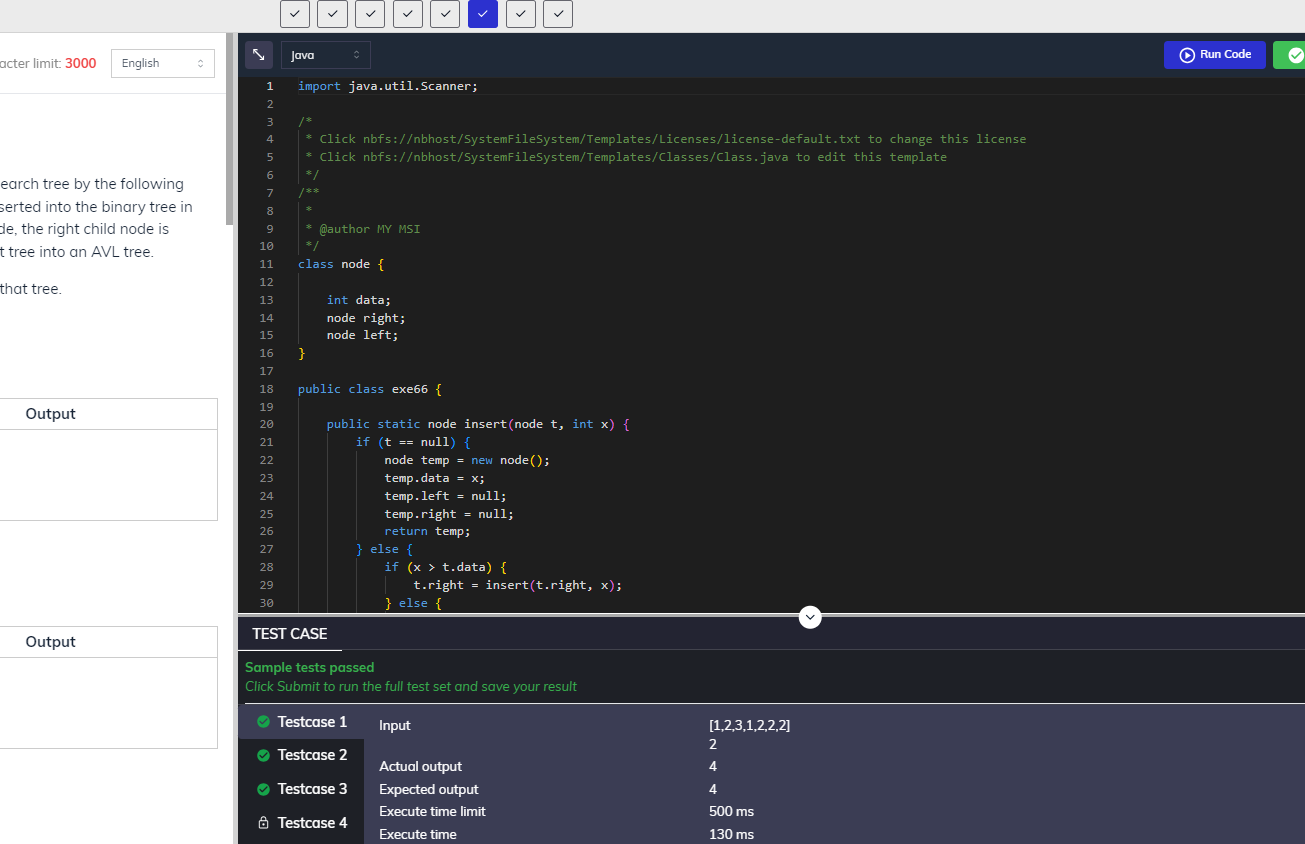 acter limit: 3000
English
earch tree by the following
serted into the binary tree in
de, the right child node is
t tree into an AVL tree.
that tree.
Output
Output
Java
Run Code
1 import java.util.Scanner;
2
3 /*
4 * Click nbfs://nbhost/SystemFileSystem/Templates/Licenses/license-default.txt to change this license
5 * Click nbfs://nbhost/SystemFileSystem/Templates/Classes/Class.java to edit this template
6 */
7 /**
8 *
9 * @author MY MSI
10 */
11 class node {
12
13 int data;
14 node right;
15 node left;
16 }
17
18 public class exe66 {
19
20 public static node insert(node t, int x) {
21 if (t == null) {
22 node temp = new node();
23 temp.data = x;
24 temp.left = null;
25 temp.right = null;
26 return temp;
27 } else {
28 if (x > t.data) {
29 t.right = insert(t.right, x);
30 } else {
TEST CASE
Sample tests passed
Click Submit to run the full test set and save your result
Testcase 1
Testcase 2
Testcase 3
Testcase 4
Input [1,2,3,1,2,2,2]
2
Actual output 4
Expected output 4
Execute time limit 500 ms
Execute time 130 ms